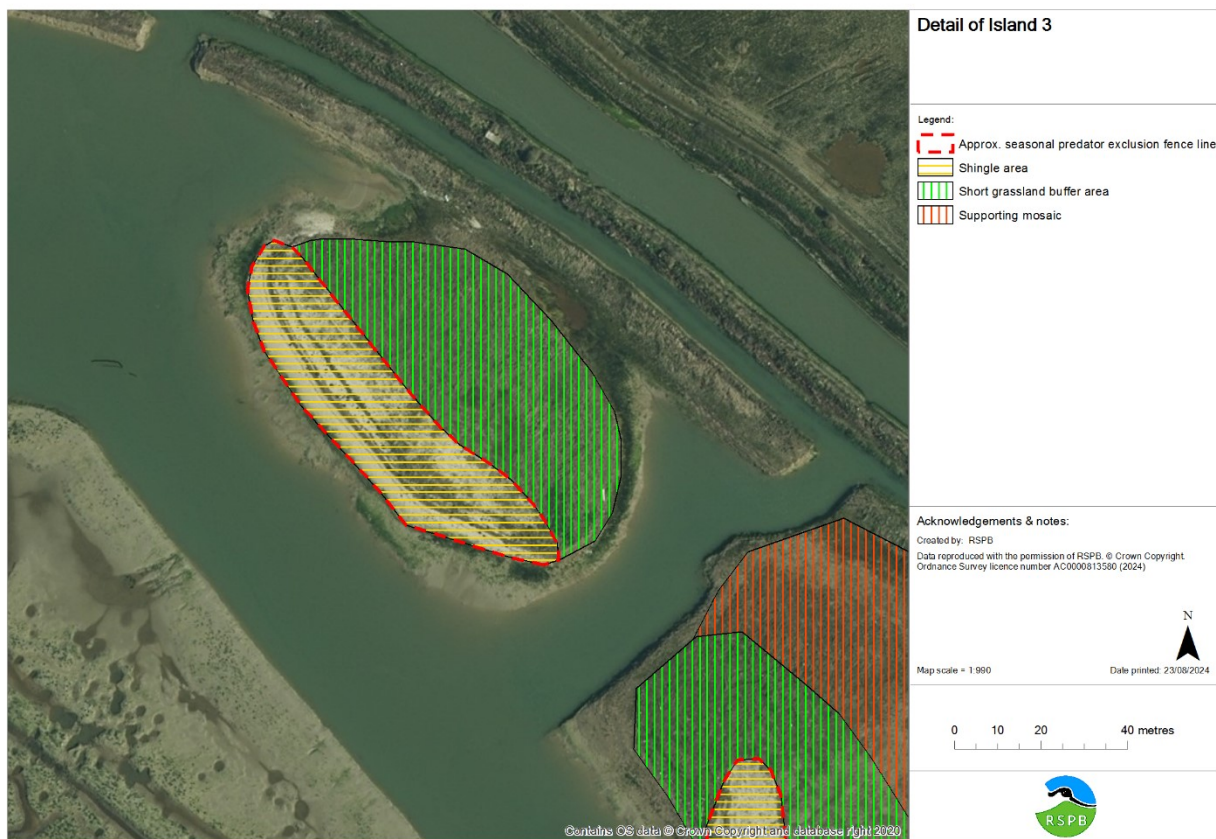 Detail of Island 3
Legend:
Approx. seasonal predator exclusion fence line
Shingle area
Short grassland buffer area
Supporting mosaic
Acknowledgements & notes:
Created by: RSPB
Data reproduced with the permission of RSPB. © Crown Copyright.
Ordnance Survey licence number AC0000813580 (2024)
N
Map scale = 1:990
Date printed: 23/08/2024
0 10 20 40 metres
RSPB
Contains OS data © Crown Copyright and database right 2020